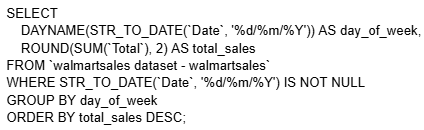 SELECT
DAYNAME(STR_TO_DATE(`Date`, '%d/%m/%Y')) AS day_of_week,
ROUND(SUM(`Total`), 2) AS total_sales
FROM `walmartsales dataset - walmartsales`
WHERE STR_TO_DATE(`Date`, '%d/%m/%Y') IS NOT NULL
GROUP BY day_of_week
ORDER BY total_sales DESC;